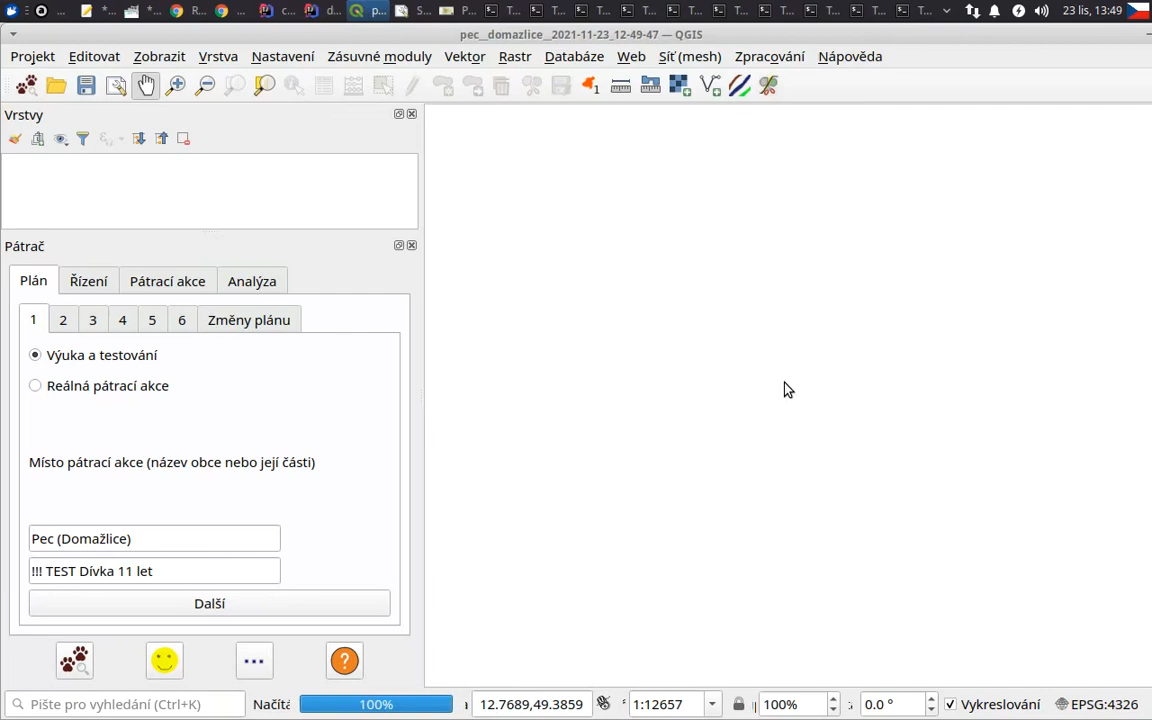 R...
c...
d...
p...
S...
P...
T...
T...
T...
T...
T...
T...
T...
T...
T...
T...
23 lis, 13:49
pec__domazlice__2021-11-23_12-49-47 — QGIS
Projekt Editovat Zobrazit Vrstva Nastavení Zásuvné moduly Vektor Rastr Databáze Web Síť (mesh) Zpracování Nápověda
Vrstvy
Pátrač
Plán Řízení Pátrací akce Analýza
1 2 3 4 5 6 Změny plánu
Výuka a testování
Reálná pátrací akce
Místo pátrací akce (název obce nebo její části)
Pec (Domažlice)
!!! TEST Dívka 11 let
Další
Pište pro vyhledání (Ctrl+K) Načítá 100% 12.7689,49.3859 1:12657 100% 0.0 ° Vykreslování EPSG:4326